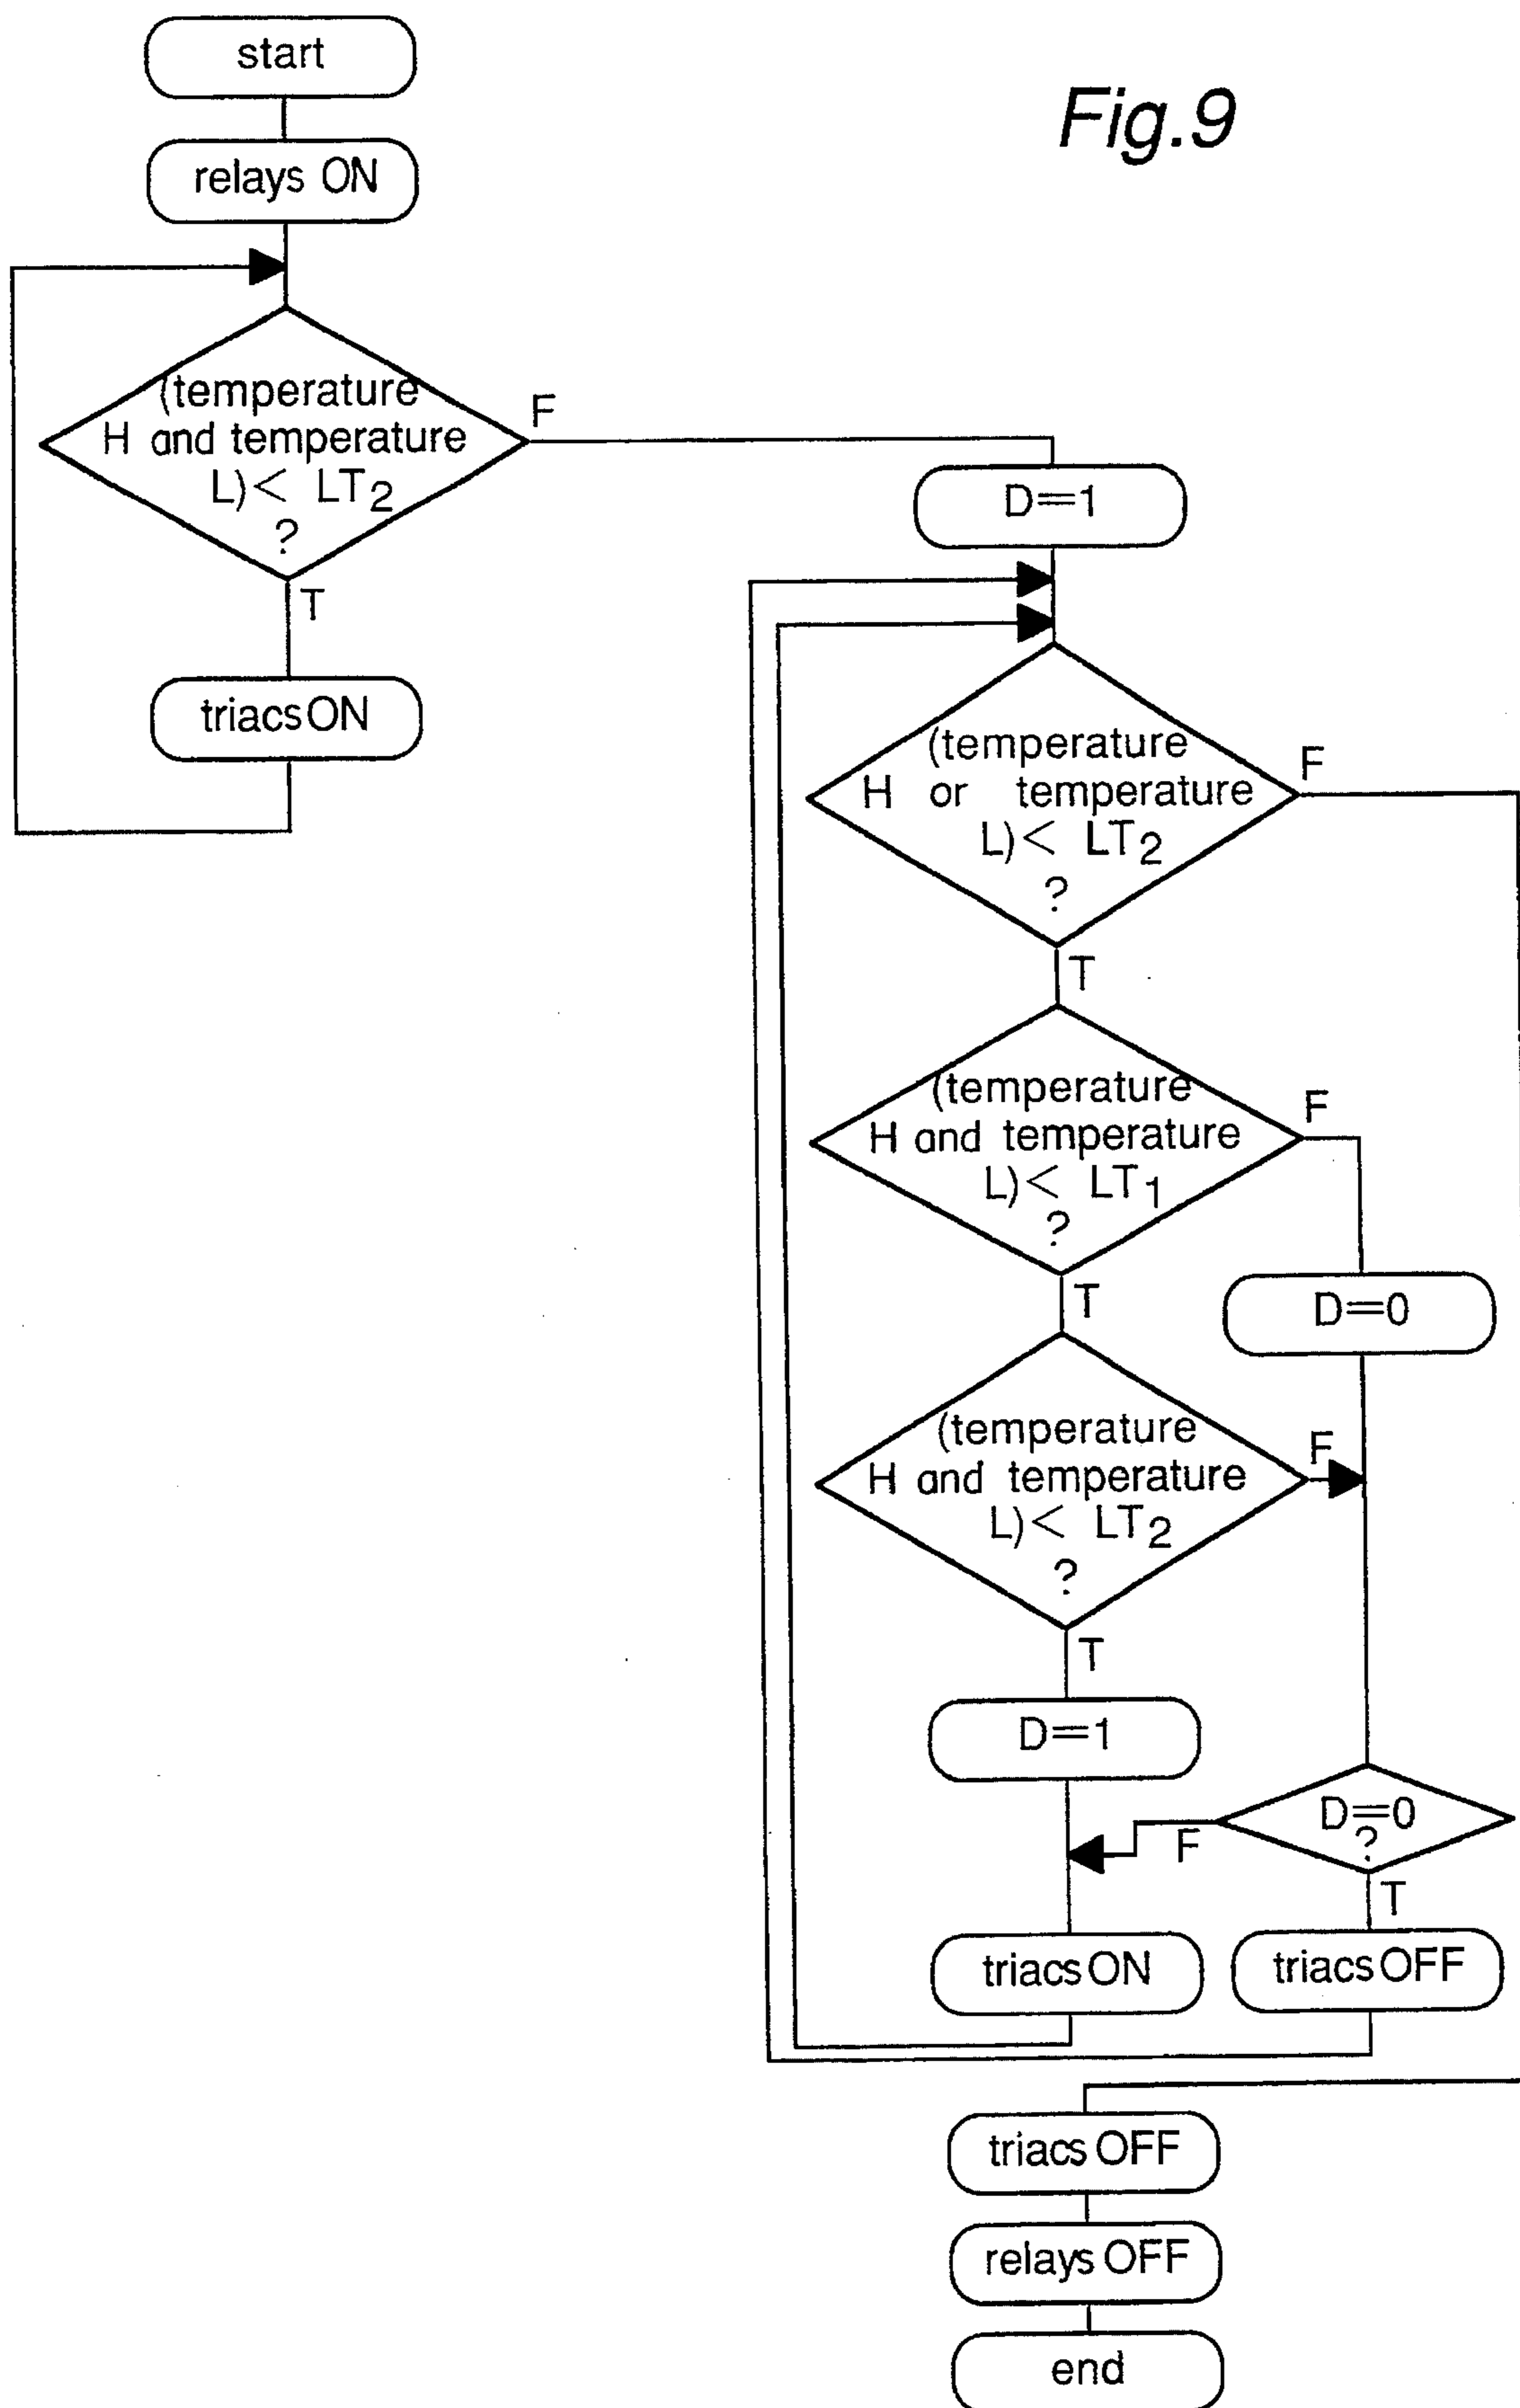 Fig.9
start
relays ON
(temperature
H and temperature
L)< LT2
?
F
T
triacs ON
D=1
(temperature
H or temperature
L)< LT2
?
F
T
(temperature
H and temperature
L)< LT1
?
F
T
D=0
(temperature
H and temperature
L)< LT2
?
F
T
D=1
D=0
?
F
T
triacs ON
triacs OFF
triacs OFF
relays OFF
end